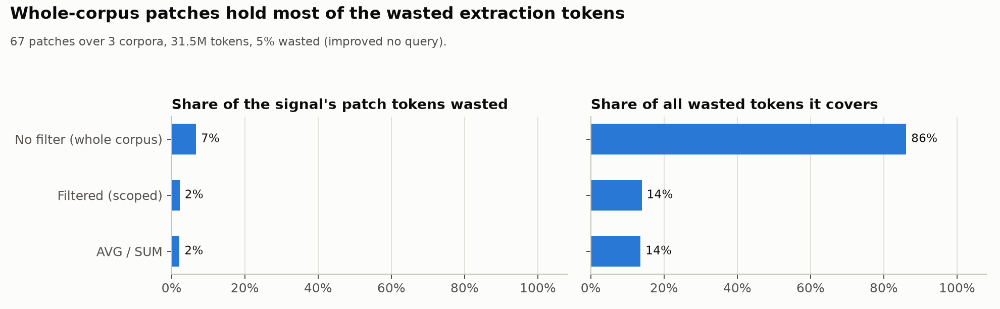 Whole-corpus patches hold most of the wasted extraction tokens
67 patches over 3 corpora, 31.5M tokens, 5% wasted (improved no query).
Share of the signal's patch tokens wasted
No filter (whole corpus)
7%
Filtered (scoped)
2%
AVG / SUM
2%
0% 20% 40% 60% 80% 100%
Share of all wasted tokens it covers
86%
14%
14%
0% 20% 40% 60% 80% 100%